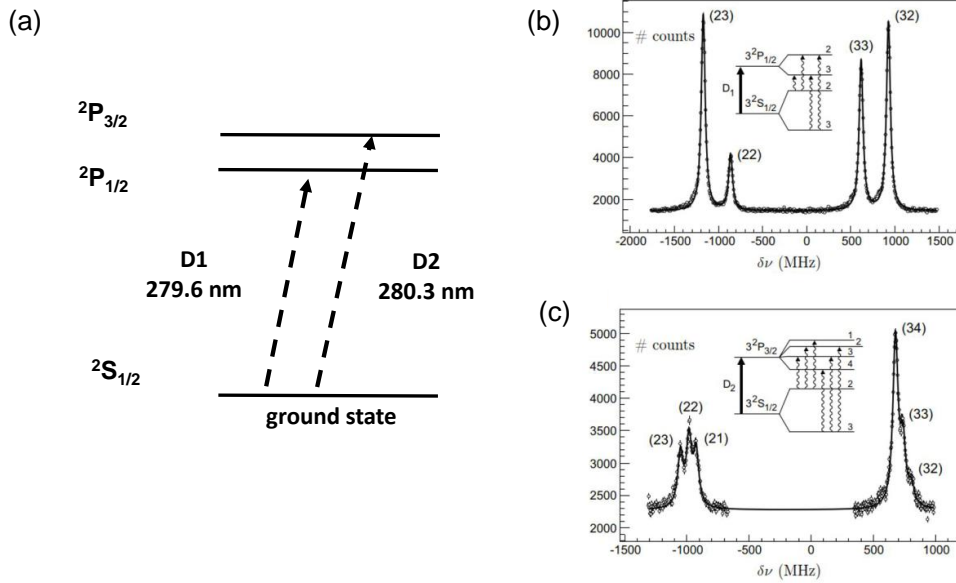 (a)
²P₃/₂
²P₁/₂
D1
279.6 nm
D2
280.3 nm
²S₁/₂
ground state
(b)
# counts
(23)
(22)
(33)
(32)
3²P₁/₂
2
3
D₁
3²S₁/₂
2
3
10000
8000
6000
4000
2000
-2000 -1500 -1000 -500 0 500 1000 1500
δν (MHz)
(c)
# counts
(23)
(22)
(21)
(34)
(33)
(32)
3²P₃/₂
1
2
3
4
D₂
3²S₁/₂
2
3
5000
4500
4000
3500
3000
2500
2000
-1500 -1000 -500 0 500 1000
δν (MHz)